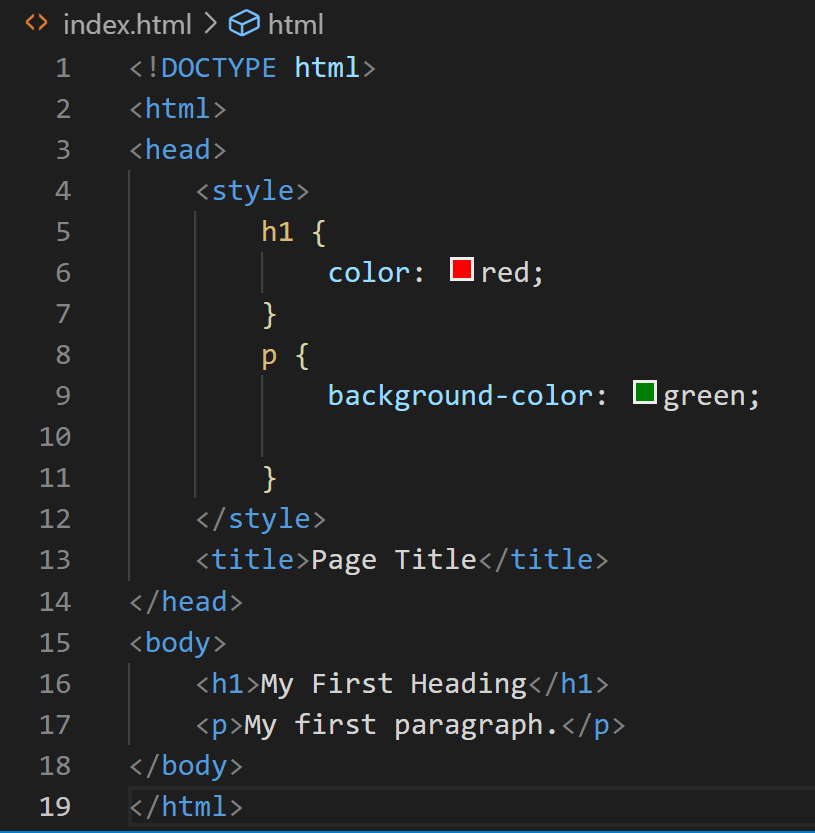 index.html > html
1 <!DOCTYPE html>
2 <html>
3 <head>
4     <style>
5         h1 {
6             color: red;
7         }
8         p {
9             background-color: green;
10
11         }
12     </style>
13     <title>Page Title</title>
14 </head>
15 <body>
16     <h1>My First Heading</h1>
17     <p>My first paragraph.</p>
18 </body>
19 </html>